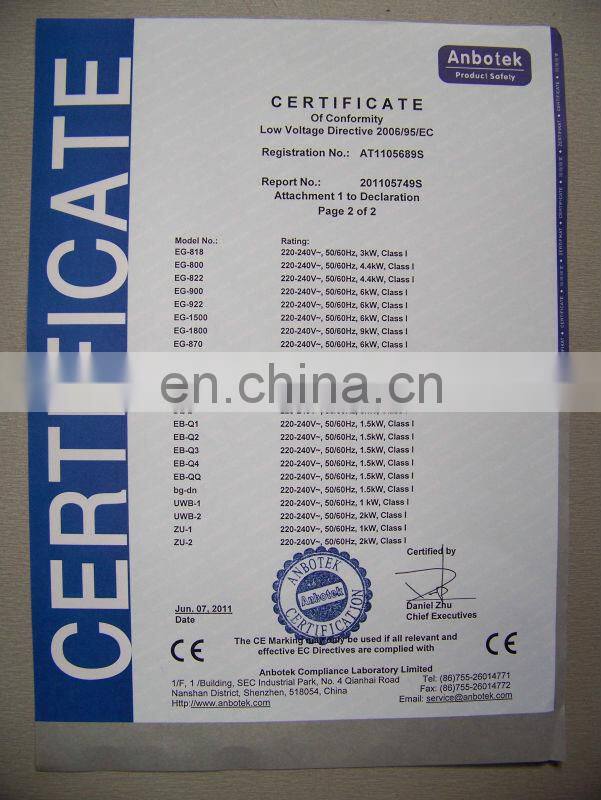 CERTIFICATE
Anbotek
Product Safety
CERTIFICATE
Of Conformity
Low Voltage Directive 2006/95/EC
Registration No.: AT1105689S
Report No.: 201105749S
Attachment 1 to Declaration
Page 2 of 2
Model No.: Rating:
EG-818 220-240V~, 50/60Hz, 3kW, Class I
EG-800 220-240V~, 50/60Hz, 4.4kW, Class I
EG-822 220-240V~, 50/60Hz, 4.4kW, Class I
EG-900 220-240V~, 50/60Hz, 6kW, Class I
EG-922 220-240V~, 50/60Hz, 6kW, Class I
EG-1500 220-240V~, 50/60Hz, 6kW, Class I
EG-1800 220-240V~, 50/60Hz, 9kW, Class I
EG-870 220-240V~, 50/60Hz, 6kW, Class I
en.china.cn
EB-Q1 220-240V~, 50/60Hz, 1.5kW, Class I
EB-Q2 220-240V~, 50/60Hz, 1.5kW, Class I
EB-Q3 220-240V~, 50/60Hz, 1.5kW, Class I
EB-Q4 220-240V~, 50/60Hz, 1.5kW, Class I
EB-QQ 220-240V~, 50/60Hz, 1.5kW, Class I
bg-dn 220-240V~, 50/60Hz, 1.5kW, Class I
UWB-1 220-240V~, 50/60Hz, 1 kW, Class I
UWB-2 220-240V~, 50/60Hz, 2kW, Class I
ZU-1 220-240V~, 50/60Hz, 1kW, Class I
ZU-2 220-240V~, 50/60Hz, 2kW, Class I
Certified by
ANBOTEK
Anbotek
CERTIFICATION
Jun. 07, 2011
Date
Daniel Zhu
Chief Executives
CE
The CE Marking may only be used if all relevant and
effective EC Directives are complied with
CE
Anbotek Compliance Laboratory Limited
1/F, 1 /Building, SEC Industrial Park, No. 4 Qianhai Road
Nanshan District, Shenzhen, 518054, China
Http://www.anbotek.com
Tel: (86)755-26014771
Fax: (86)755-26014772
Email: service@anbotek.com